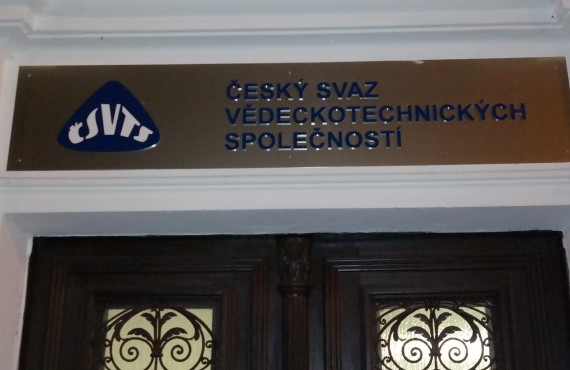 ČSVTS
ČESKÝ SVAZ
VĚDECKOTECHNICKÝCH
SPOLEČNOSTÍ